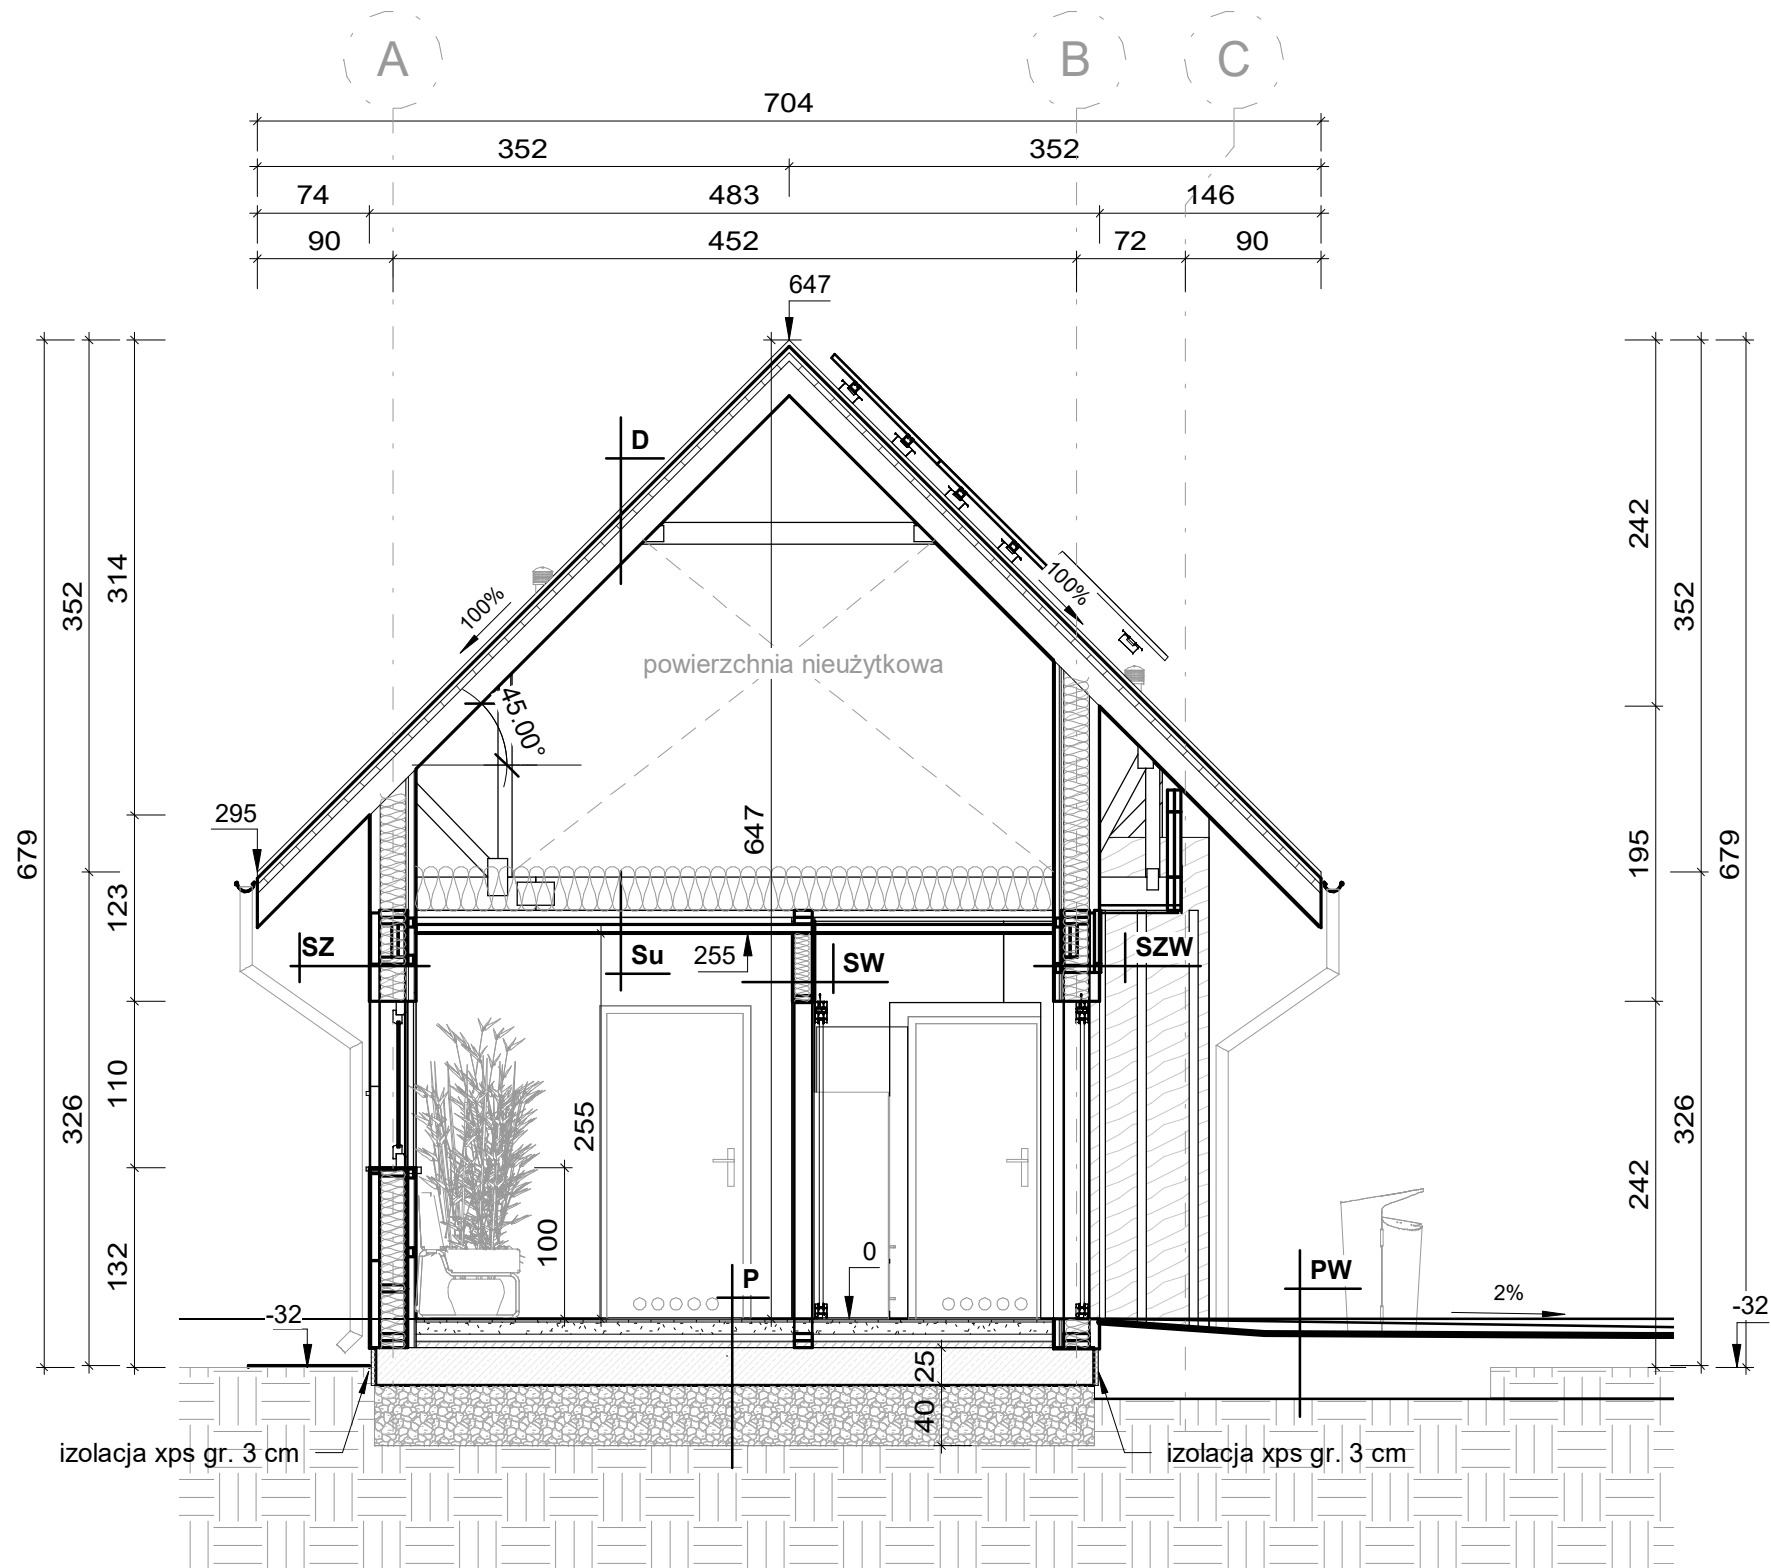 A
B
C
704
352
352
74
483
146
90
452
72
90
647
D
100%
100%
powierzchnia nieużytkowa
45.00°
295
647
679
352
326
314
123
110
132
242
195
242
352
326
679
SZ
Su
255
SW
SZW
255
100
0
P
PW
2%
-32
-32
25
40
izolacja xps gr. 3 cm
izolacja xps gr. 3 cm